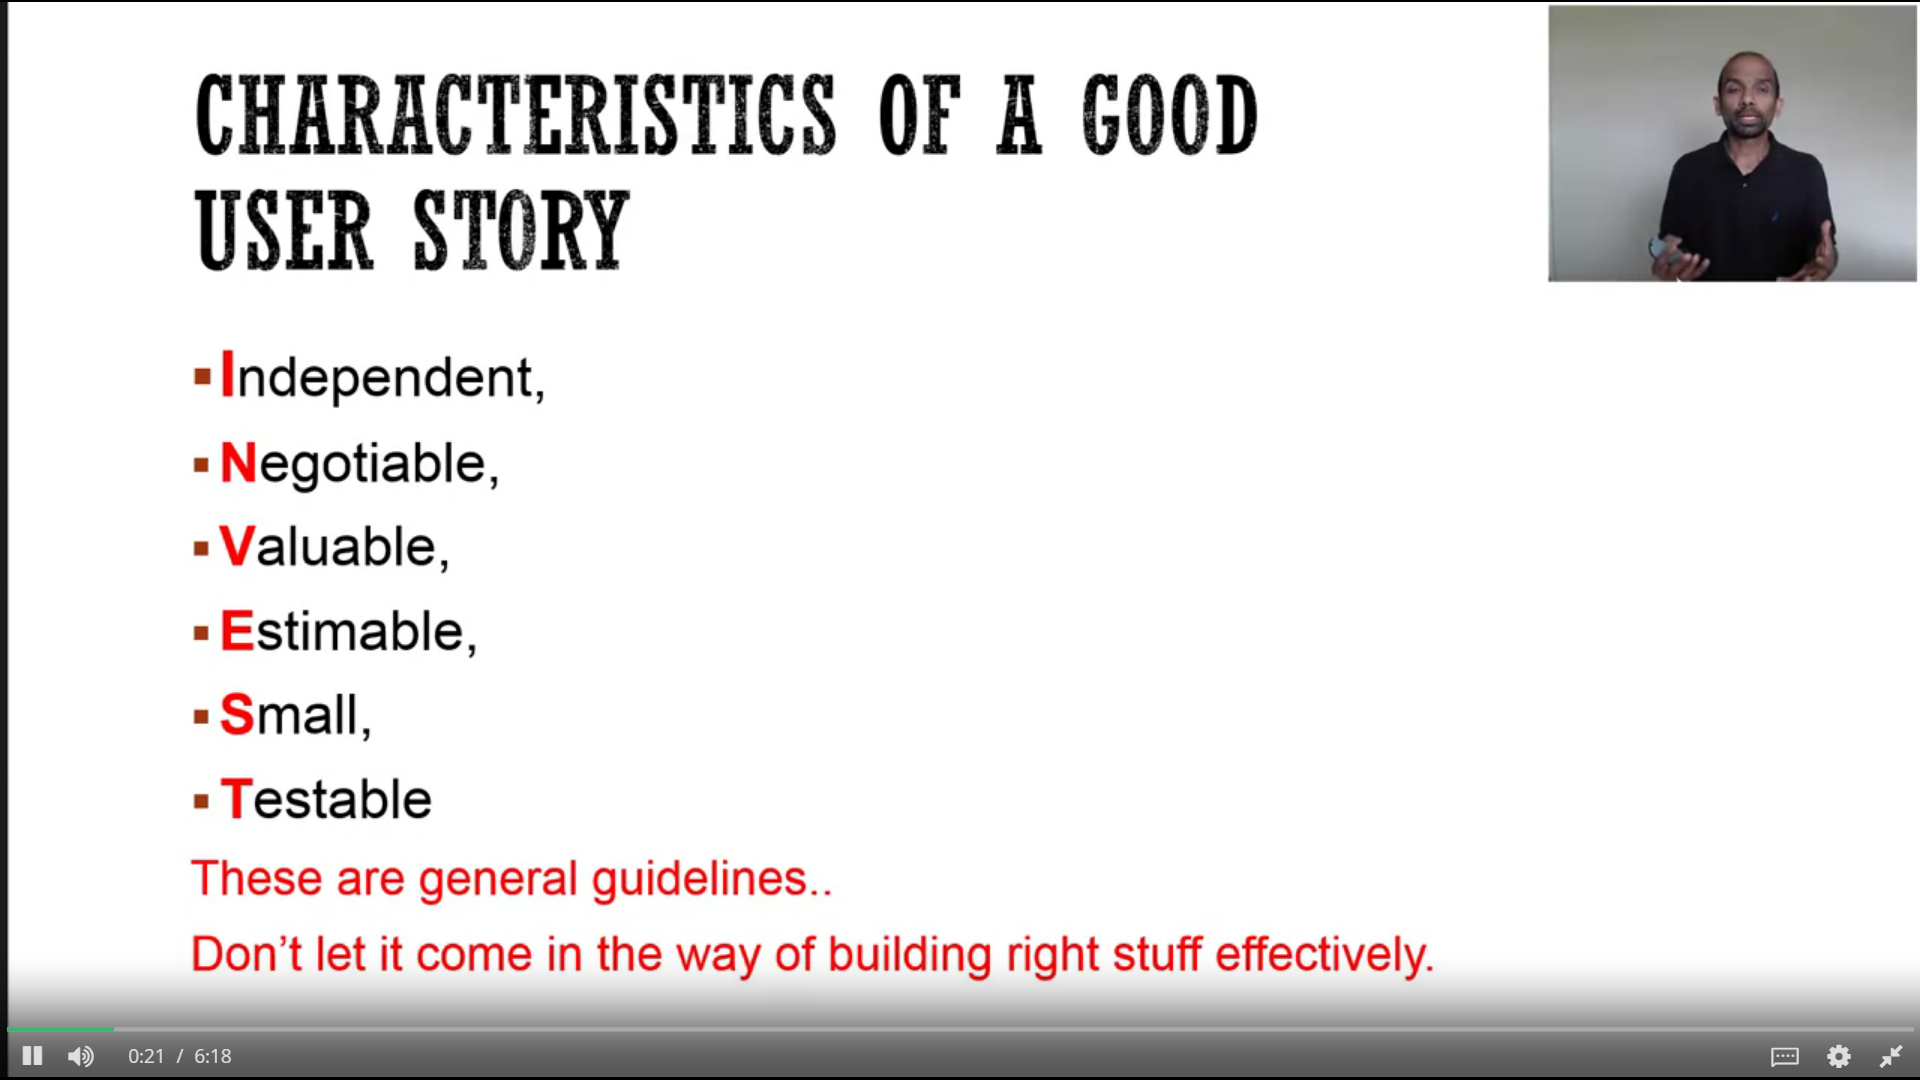 CHARACTERISTICS OF A GOOD
USER STORY
Independent,
Negotiable,
Valuable,
Estimable,
Small,
Testable
These are general guidelines..
Don’t let it come in the way of building right stuff effectively.
0:21 / 6:18